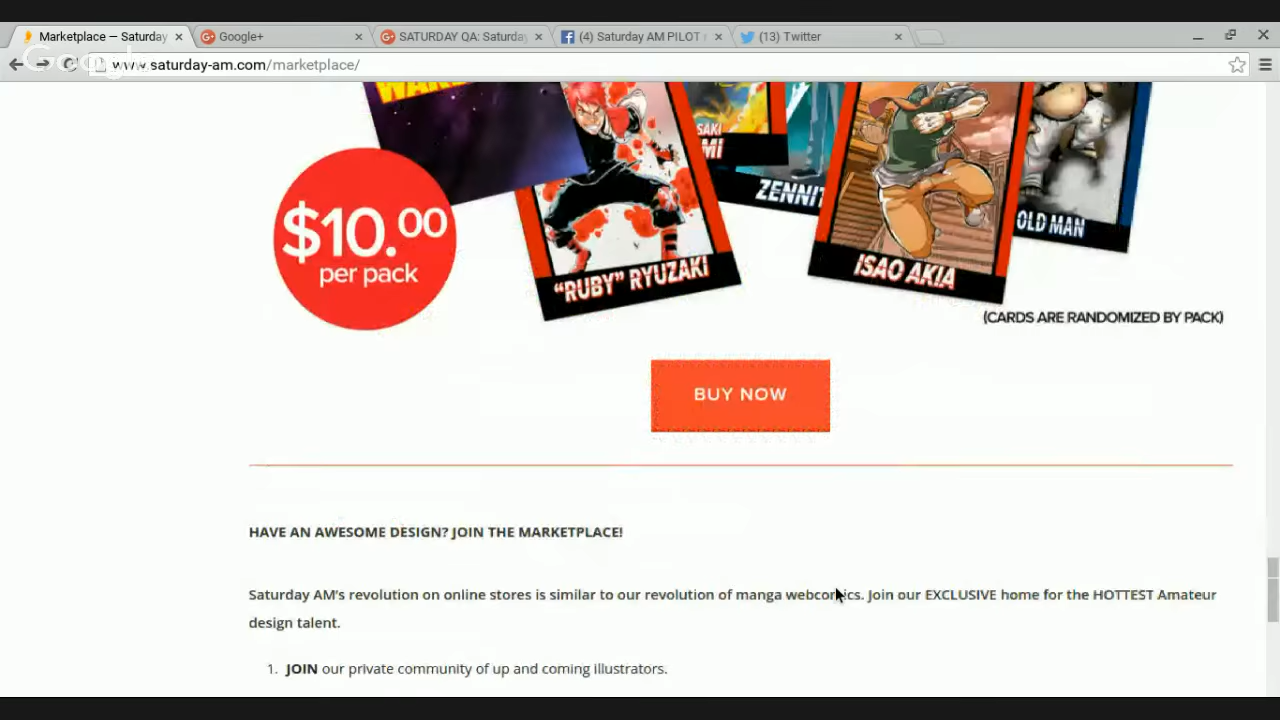 Marketplace — Saturday
Google+
SATURDAY QA: Saturday
(4) Saturday AM PILOT
(13) Twitter
Google
www.saturday-am.com/marketplace/
SAKI
MI
ZENNIT
OLD MAN
$10.00
per pack
"RUBY" RYUZAKI
ISAO AKIA
(CARDS ARE RANDOMIZED BY PACK)
BUY NOW
HAVE AN AWESOME DESIGN? JOIN THE MARKETPLACE!
Saturday AM's revolution on online stores is similar to our revolution of manga webcomics. Join our EXCLUSIVE home for the HOTTEST Amateur
design talent.
1. JOIN our private community of up and coming illustrators.